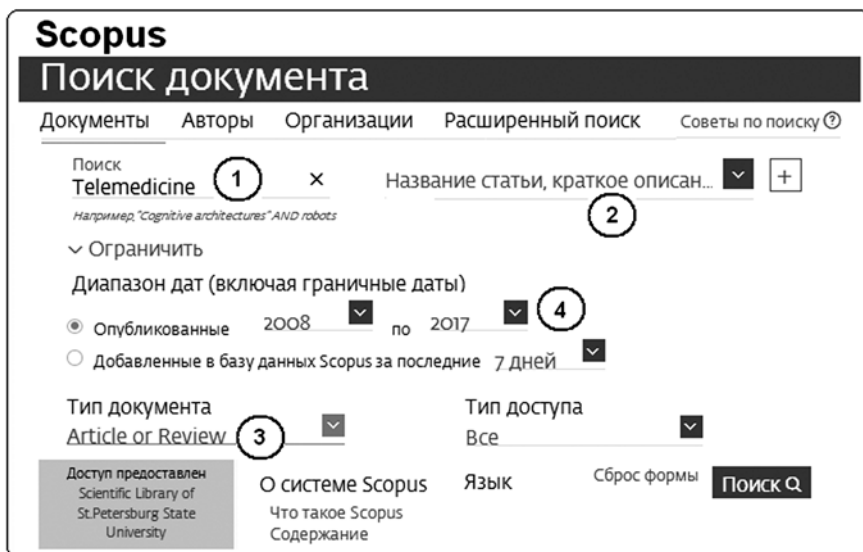 Scopus
Поиск документа
Документы Авторы Организации Расширенный поиск Советы по поиску ?
Поиск
Telemedicine 1 × Название статьи, краткое описан... +
Например, "Cognitive architectures" AND robots 2
Ограничить
Диапазон дат (включая граничные даты)
Опубликованные 2008 по 2017 4
Добавленные в базу данных Scopus за последние 7 дней
Тип документа Тип доступа
Article or Review 3 Все
Доступ предоставлен
Scientific Library of
St.Petersburg State
University
О системе Scopus Язык Сброс формы Поиск
Что такое Scopus
Содержание